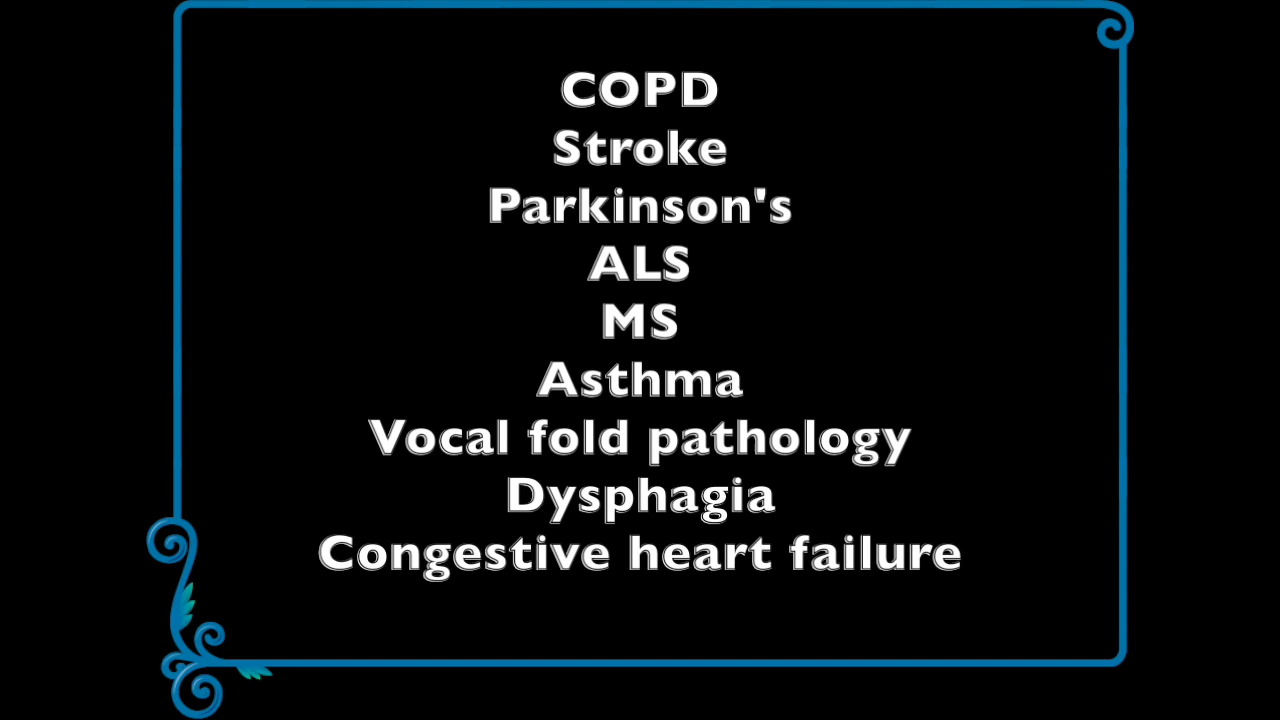 COPD
Stroke
Parkinson's
ALS
MS
Asthma
Vocal fold pathology
Dysphagia
Congestive heart failure